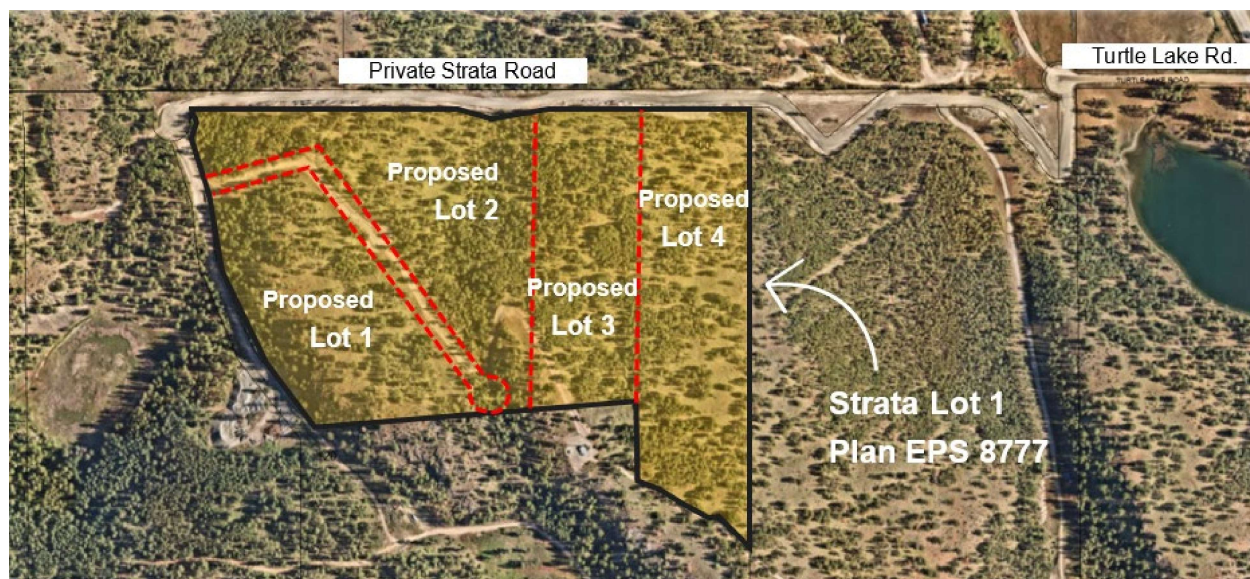 Private Strata Road
Turtle Lake Rd.
TURTLE LAKE ROAD
Proposed
Lot 2
Proposed
Lot 4
Proposed
Lot 1
Proposed
Lot 3
Strata Lot 1
Plan EPS 8777